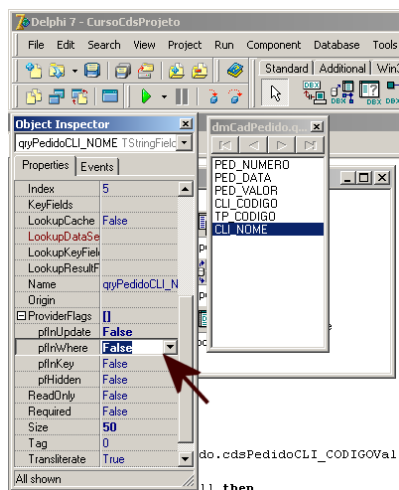 Delphi 7 - CursoCdsProjeto
File Edit Search View Project Run Component Database Tools
Standard Additional Win3
Object Inspector
qryPedidoCLI_NOME TStringField
Properties Events
Index 5
KeyFields
LookupCache False
LookupDataSe
LookupKeyFiel
LookupResultF
Name qryPedidoCLI_N
Origin
ProviderFlags []
pfInUpdate False
pfInWhere False
pfInKey False
pfHidden False
ReadOnly False
Required False
Size 50
Tag 0
Transliterate True
All shown
dmCadPedido.q...
PED_NUMERO
PED_DATA
PED_VALOR
CLI_CODIGO
TP_CODIGO
CLI_NOME
do.cdsPedidoCLI_CODIGOVal
then